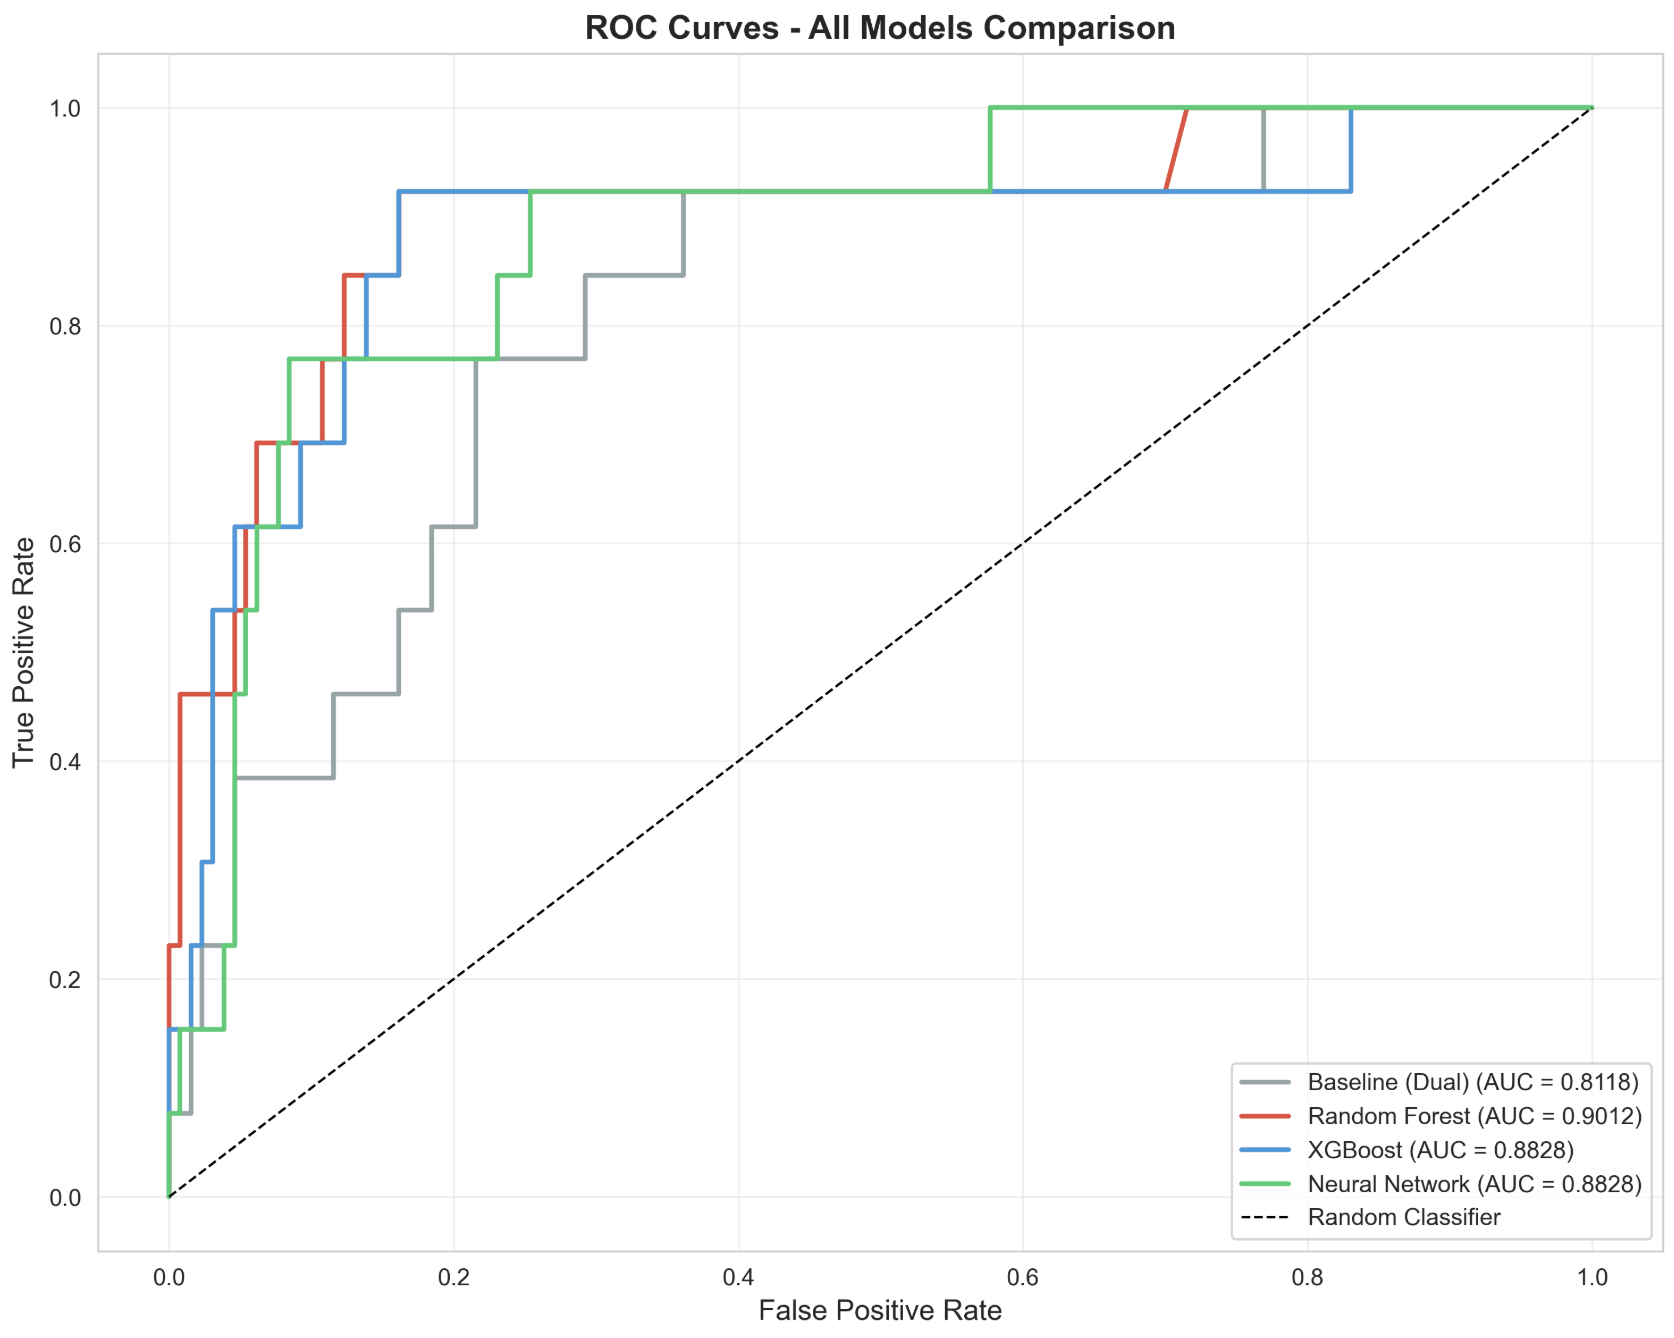 ROC Curves - All Models Comparison
True Positive Rate
1.0
0.8
0.6
0.4
0.2
0.0
0.0 0.2 0.4 0.6 0.8 1.0
False Positive Rate
Baseline (Dual) (AUC = 0.8118)
Random Forest (AUC = 0.9012)
XGBoost (AUC = 0.8828)
Neural Network (AUC = 0.8828)
Random Classifier